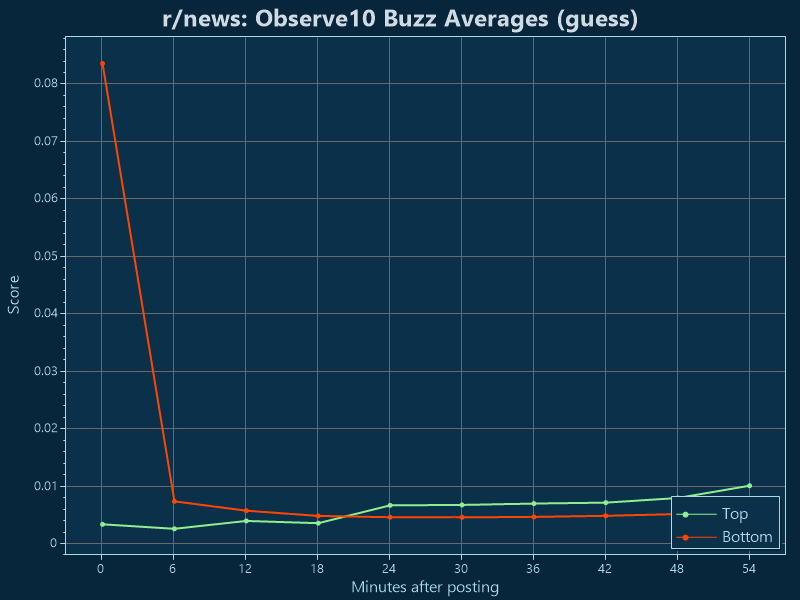 r/news: Observe10 Buzz Averages (guess)
Score
0.08
0.07
0.06
0.05
0.04
0.03
0.02
0.01
0
Top
Bottom
0 6 12 18 24 30 36 42 48 54
Minutes after posting